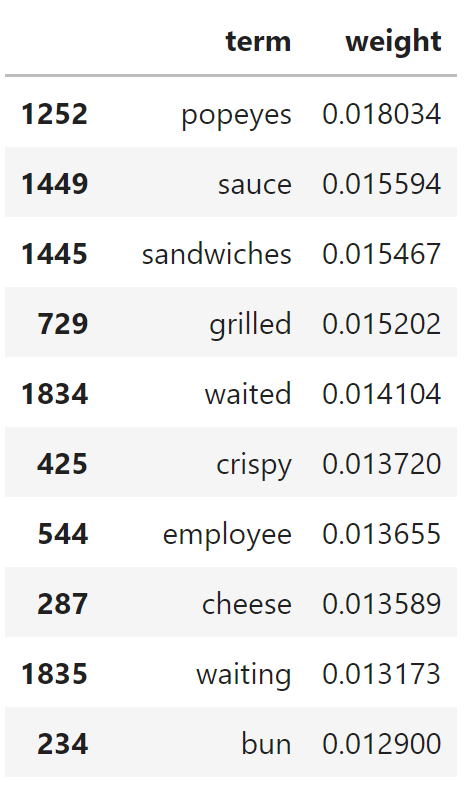 term weight
1252 popeyes 0.018034
1449 sauce 0.015594
1445 sandwiches 0.015467
729 grilled 0.015202
1834 waited 0.014104
425 crispy 0.013720
544 employee 0.013655
287 cheese 0.013589
1835 waiting 0.013173
234 bun 0.012900